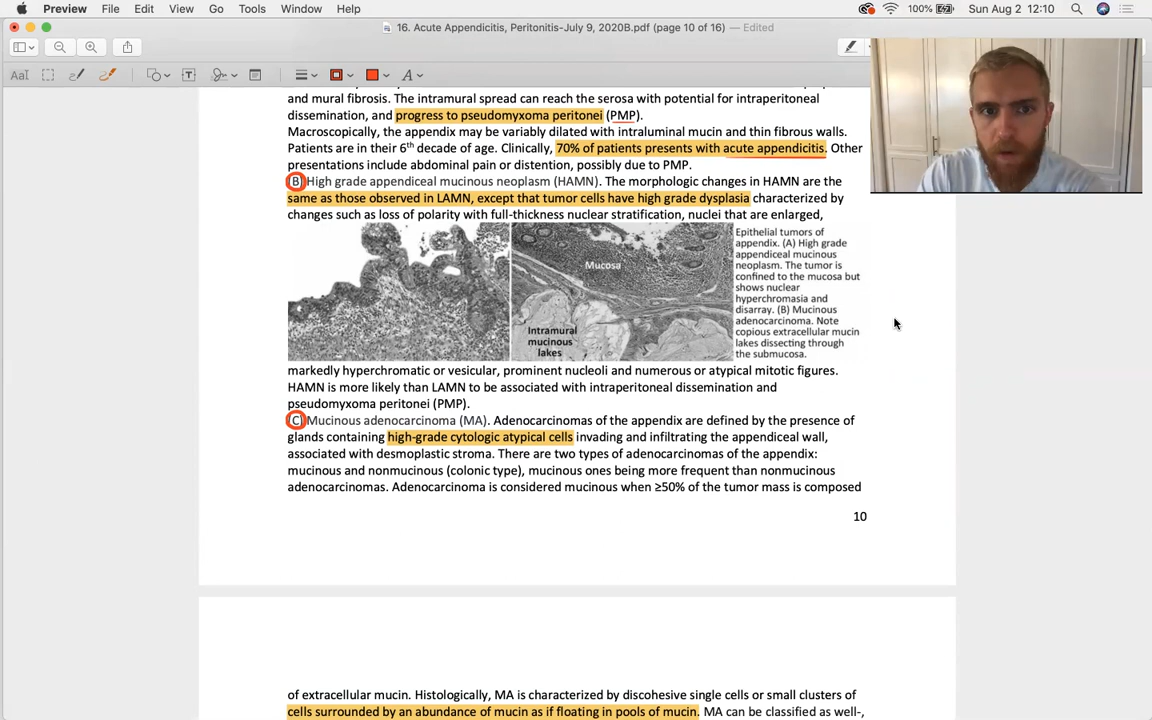 Preview File Edit View Go Tools Window Help 100% Sun Aug 2 12:10
16. Acute Appendicitis, Peritonitis-July 9, 2020B.pdf (page 10 of 16) — Edited
and mural fibrosis. The intramural spread can reach the serosa with potential for intraperitoneal
dissemination, and progress to pseudomyxoma peritonei (PMP).
Macroscopically, the appendix may be variably dilated with intraluminal mucin and thin fibrous walls.
Patients are in their 6th decade of age. Clinically, 70% of patients presents with acute appendicitis. Other
presentations include abdominal pain or distention, possibly due to PMP.
(B) High grade appendiceal mucinous neoplasm (HAMN). The morphologic changes in HAMN are the
same as those observed in LAMN, except that tumor cells have high grade dysplasia characterized by
changes such as loss of polarity with full-thickness nuclear stratification, nuclei that are enlarged,
Mucosa
Intramural
mucinous
lakes
Epithelial tumors of
appendix. (A) High grade
appendiceal mucinous
neoplasm. The tumor is
confined to the mucosa but
shows nuclear
hyperchromasia and
disarray. (B) Mucinous
adenocarcinoma. Note
copious extracellular mucin
lakes dissecting through
the submucosa.
markedly hyperchromatic or vesicular, prominent nucleoli and numerous or atypical mitotic figures.
HAMN is more likely than LAMN to be associated with intraperitoneal dissemination and
pseudomyxoma peritonei (PMP).
(C) Mucinous adenocarcinoma (MA). Adenocarcinomas of the appendix are defined by the presence of
glands containing high-grade cytologic atypical cells invading and infiltrating the appendiceal wall,
associated with desmoplastic stroma. There are two types of adenocarcinomas of the appendix:
mucinous and nonmucinous (colonic type), mucinous ones being more frequent than nonmucinous
adenocarcinomas. Adenocarcinoma is considered mucinous when ≥50% of the tumor mass is composed
10
of extracellular mucin. Histologically, MA is characterized by discohesive single cells or small clusters of
cells surrounded by an abundance of mucin as if floating in pools of mucin. MA can be classified as well-,